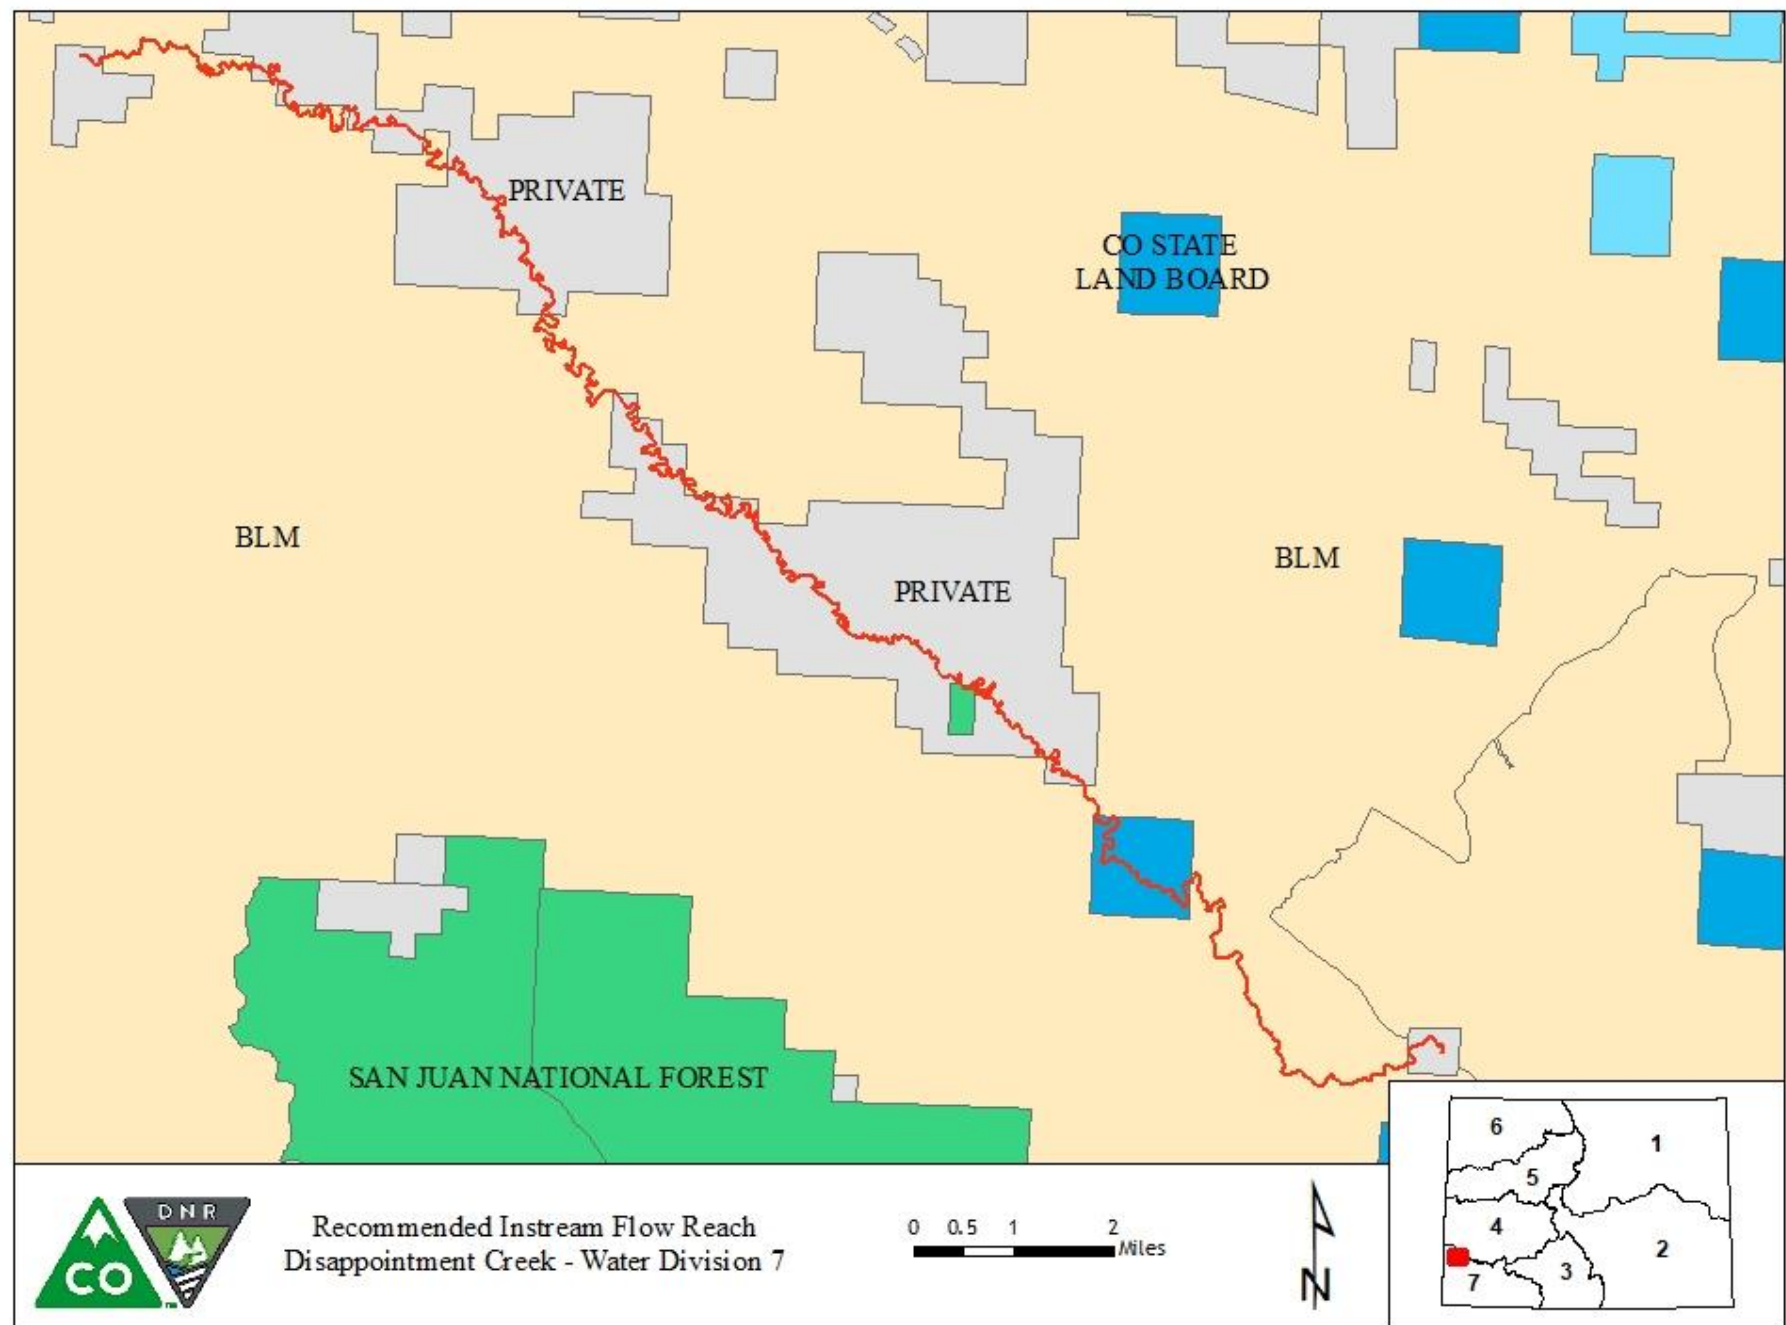 PRIVATE
CO STATE
LAND BOARD
BLM
BLM
PRIVATE
SAN JUAN NATIONAL FOREST
DNR
CO
Recommended Instream Flow Reach
Disappointment Creek - Water Division 7
0 0.5 1 2
Miles
N
6
1
5
4
2
3
7